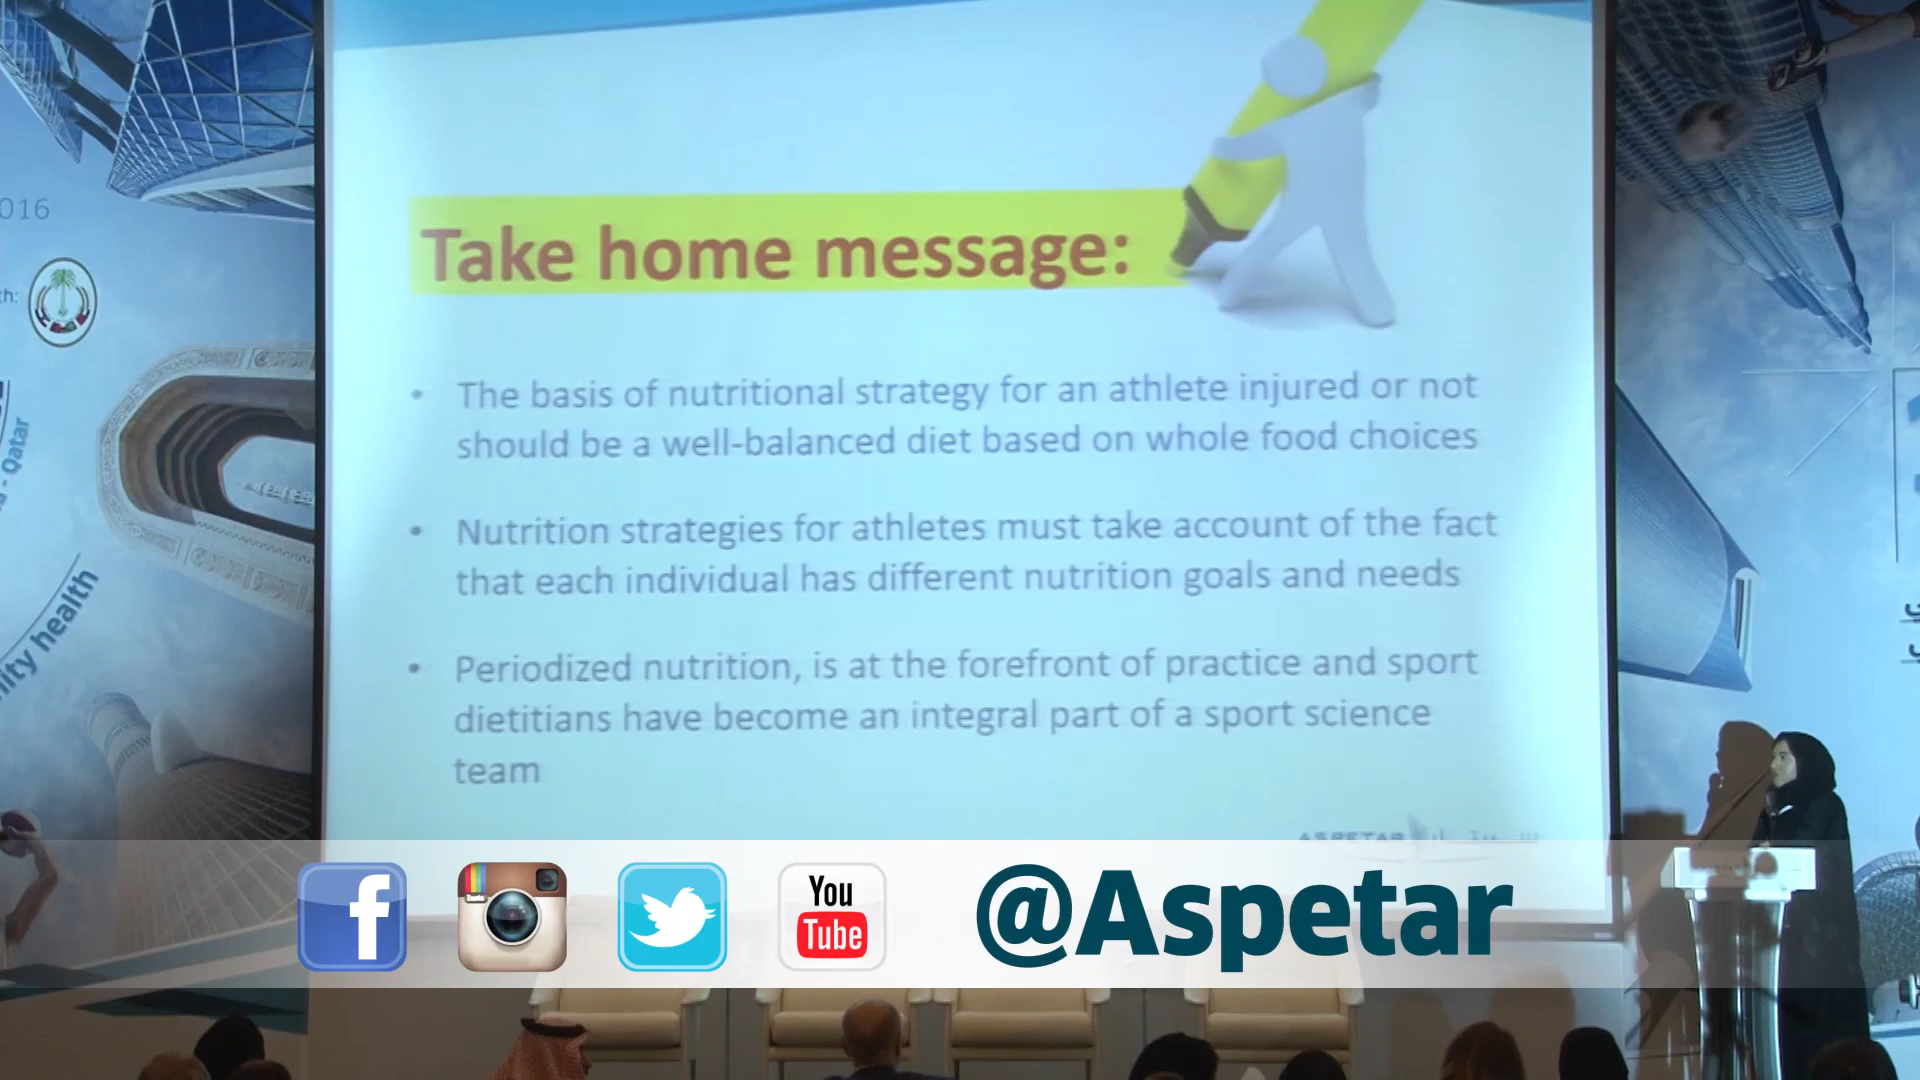 016
th:
- Qatar
lity health
Take home message:
• The basis of nutritional strategy for an athlete injured or not
should be a well-balanced diet based on whole food choices
• Nutrition strategies for athletes must take account of the fact
that each individual has different nutrition goals and needs
• Periodized nutrition, is at the forefront of practice and sport
dietitians have become an integral part of a sport science
team
ASPETAR
f
You
Tube
@Aspetar